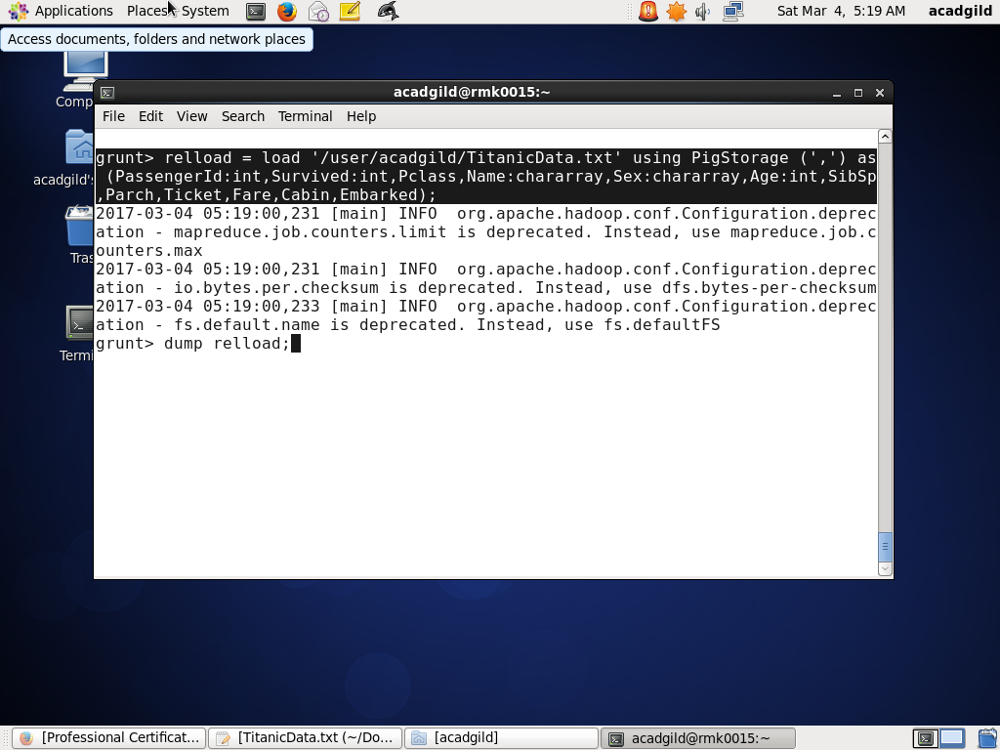 Applications Places System
Sat Mar 4, 5:19 AM acadgild
Access documents, folders and network places
Comp
acadgild's
Tras
Termi
acadgild@rmk0015:~
File Edit View Search Terminal Help
grunt> relload = load '/user/acadgild/TitanicData.txt' using PigStorage (',') as
(PassengerId:int,Survived:int,Pclass,Name:chararray,Sex:chararray,Age:int,SibSp
,Parch,Ticket,Fare,Cabin,Embarked);
2017-03-04 05:19:00,231 [main] INFO  org.apache.hadoop.conf.Configuration.deprec
ation - mapreduce.job.counters.limit is deprecated. Instead, use mapreduce.job.c
ounters.max
2017-03-04 05:19:00,231 [main] INFO  org.apache.hadoop.conf.Configuration.deprec
ation - io.bytes.per.checksum is deprecated. Instead, use dfs.bytes-per-checksum
2017-03-04 05:19:00,233 [main] INFO  org.apache.hadoop.conf.Configuration.deprec
ation - fs.default.name is deprecated. Instead, use fs.defaultFS
grunt> dump relload;
[Professional Certificat... [TitanicData.txt (~/Do... [acadgild] acadgild@rmk0015:~